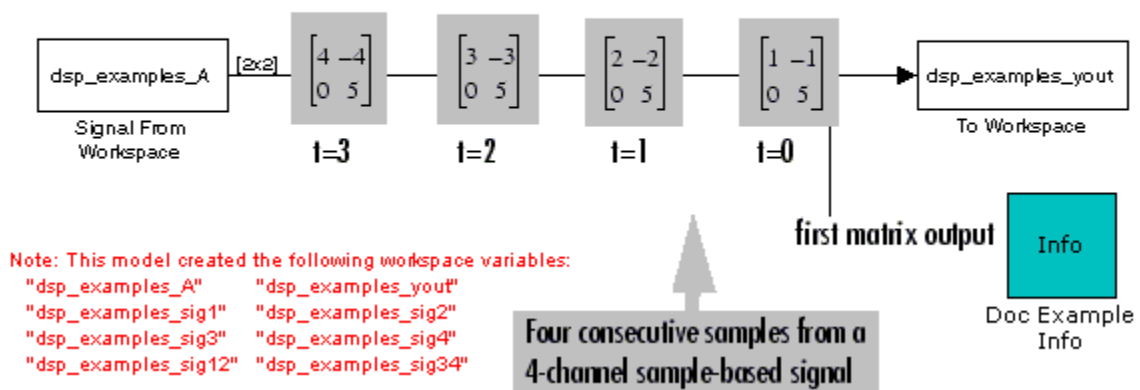 dsp_examples_A
Signal From
Workspace
[2x2]
4 -4
0 5
t=3
3 -3
0 5
t=2
2 -2
0 5
t=1
1 -1
0 5
t=0
dsp_examples_yout
To Workspace
first matrix output
Info
Doc Example
Info
Note: This model created the following workspace variables:
"dsp_examples_A" "dsp_examples_yout"
"dsp_examples_sig1" "dsp_examples_sig2"
"dsp_examples_sig3" "dsp_examples_sig4"
"dsp_examples_sig12" "dsp_examples_sig34"
Four consecutive samples from a
4-channel sample-based signal